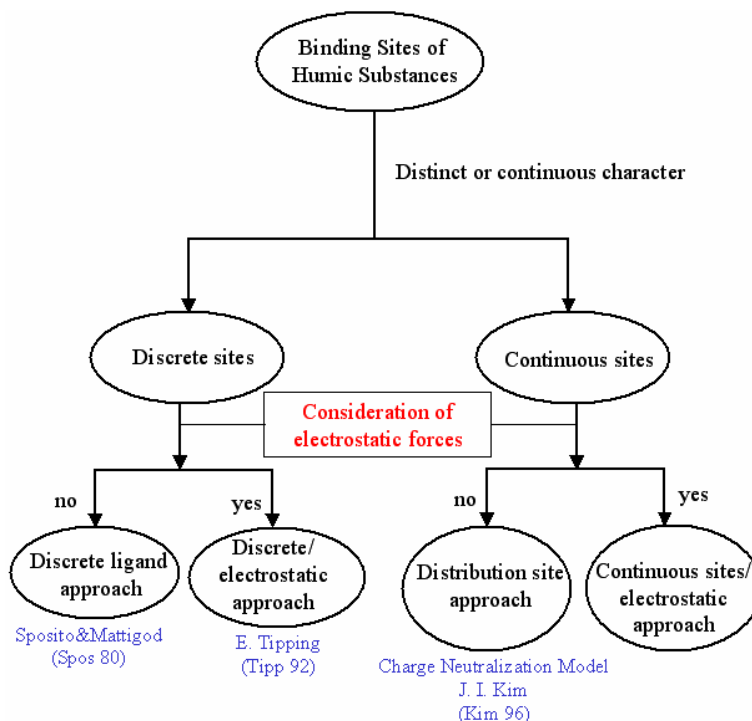 Binding Sites of
Humic Substances
Distinct or continuous character
Discrete sites
Continuous sites
Consideration of
electrostatic forces
no
yes
no
yes
Discrete ligand
approach
Discrete/
electrostatic
approach
Distribution site
approach
Continuous sites/
electrostatic
approach
Sposito&Mattigod
(Spos 80)
E. Tipping
(Tipp 92)
Charge Neutralization Model
J. I. Kim
(Kim 96)